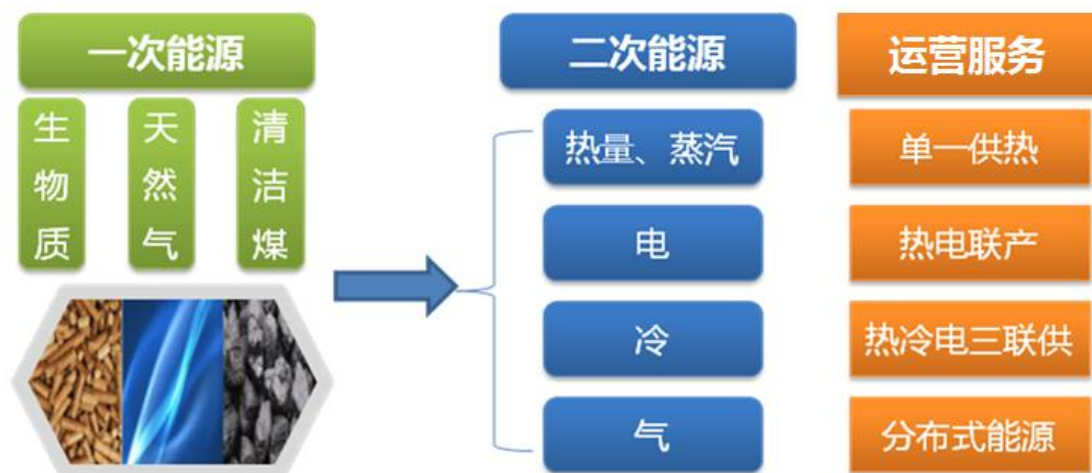 一次能源
生物质
天然气
清洁煤
二次能源
热量、蒸汽
电
冷
气
运营服务
单一供热
热电联产
热冷电三联供
分布式能源